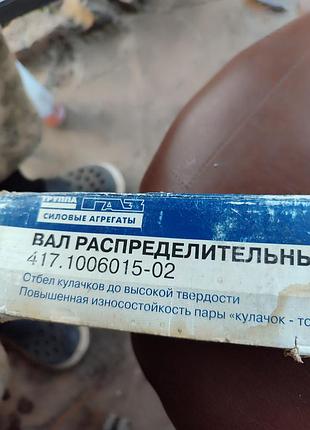 ГРУППА ГАЗ
СИЛОВЫЕ АГРЕГАТЫ
ВАЛ РАСПРЕДЕЛИТЕЛЬНЫ
417.1006015-02
Отбел кулачков до высокой твердости
Повышенная износостойкость пары «кулачок - то